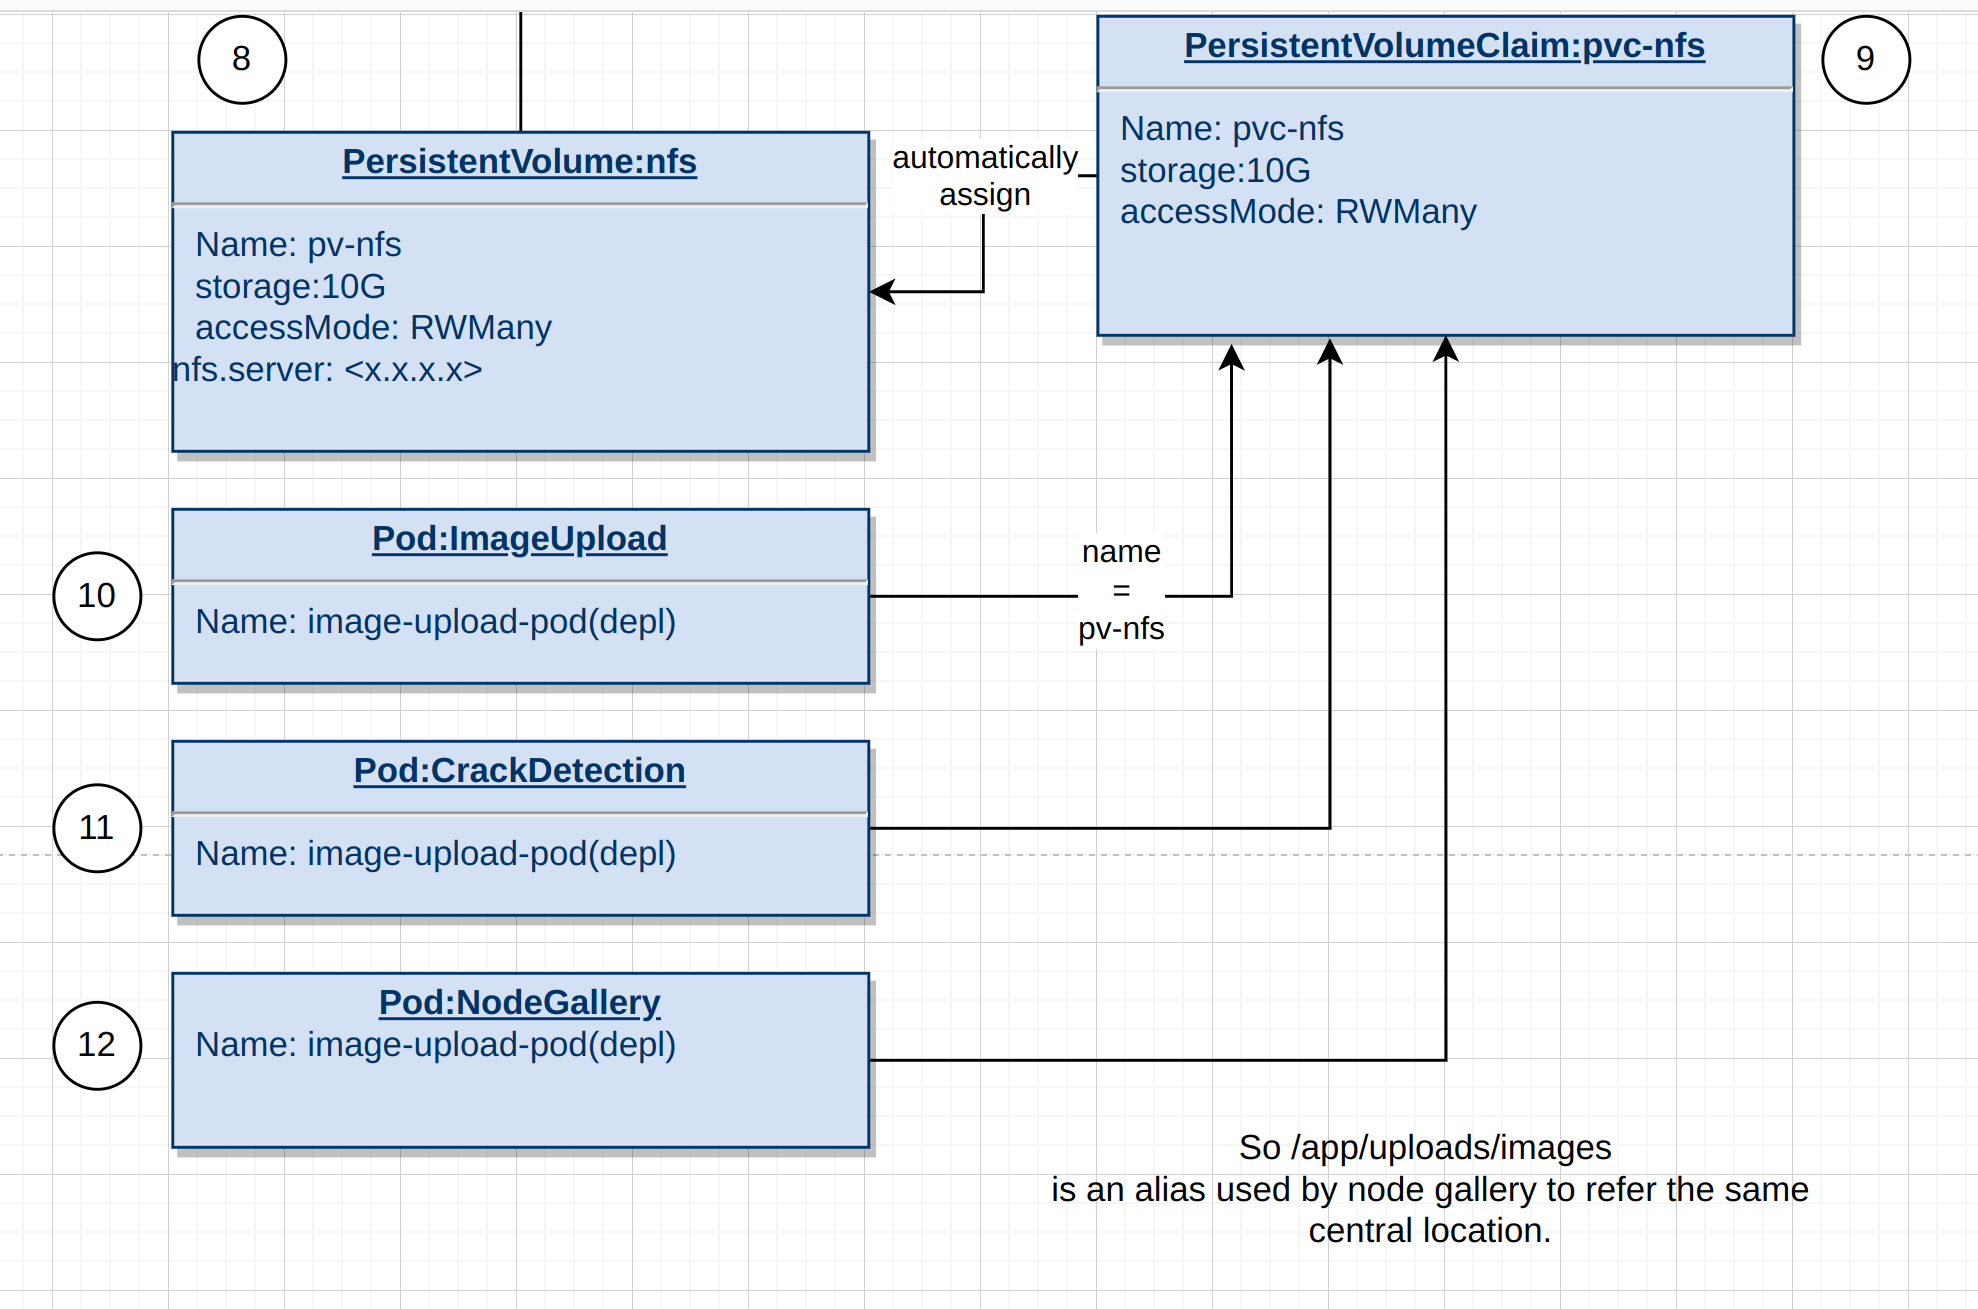 8
PersistentVolumeClaim:pvc-nfs
9
Name: pvc-nfs
storage:10G
accessMode: RWMany
automatically
assign
PersistentVolume:nfs
Name: pv-nfs
storage:10G
accessMode: RWMany
nfs.server: <x.x.x.x>
10
Pod:ImageUpload
Name: image-upload-pod(depl)
name
=
pv-nfs
11
Pod:CrackDetection
Name: image-upload-pod(depl)
12
Pod:NodeGallery
Name: image-upload-pod(depl)
So /app/uploads/images
is an alias used by node gallery to refer the same
central location.